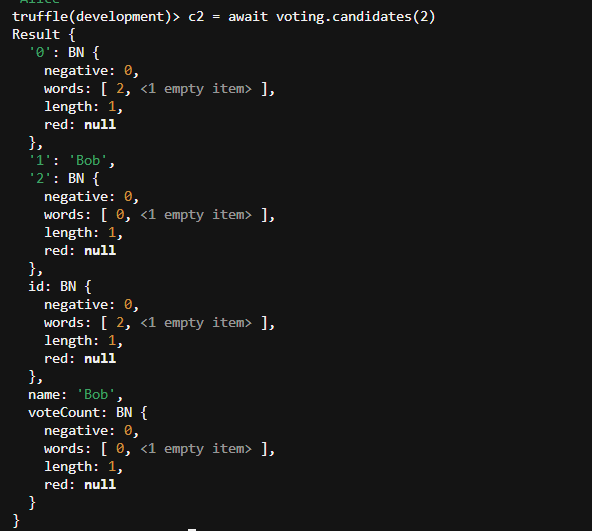 Alice
truffle(development)> c2 = await voting.candidates(2)
Result {
  '0': BN {
    negative: 0,
    words: [ 2, <1 empty item> ],
    length: 1,
    red: null
  },
  '1': 'Bob',
  '2': BN {
    negative: 0,
    words: [ 0, <1 empty item> ],
    length: 1,
    red: null
  },
  id: BN {
    negative: 0,
    words: [ 2, <1 empty item> ],
    length: 1,
    red: null
  },
  name: 'Bob',
  voteCount: BN {
    negative: 0,
    words: [ 0, <1 empty item> ],
    length: 1,
    red: null
  }
}